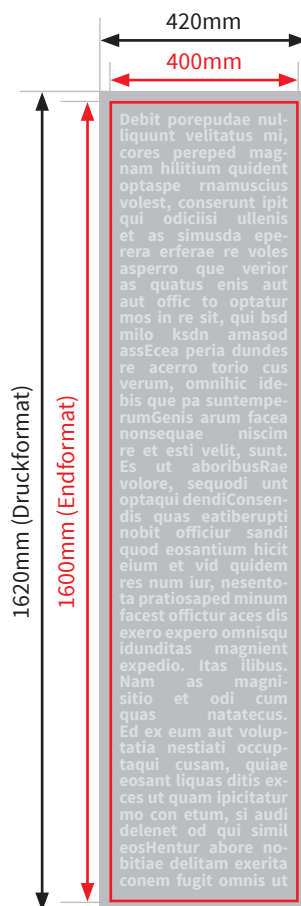 420mm
400mm
1620mm (Druckformat)
1600mm (Endformat)
Debit porepudae nul-
liquunt velitatus mi,
cores pereped mag-
nam hilitium quident
optaspe rnamuscius
volest, conserunt ipit
qui odiciisi ullenis
et as simusda epe-
rera erferae re voles
asperro que verior
as quatus enis aut
aut offic to optatur
mos in re sit, qui bsd
milo ksdn amasod
assEcea peria dundes
re acerro torio cus
verum, omnihic ide-
bis que pa suntempe-
rumGenis arum facea
nonsequae niscim
re et esti velit, sunt.
Es ut aboribusRae
volore, sequodi unt
optaqui dendiConsen-
dis quas eatiberupti
nobit officiur sandi
quod eosantium hicit
eium et vid quidem
res num iur, nesento-
ta pratiosaped minum
facest offictur aces dis
exero expero omnisqu
idunditas magnient
expedio. Itas ilibus.
Nam as magni-
sitio et odi cum
quas natatecus.
Ed ex eum aut volup-
tatia nestiati occup-
taqui cusam, quiae
eosant liquas ditis ex-
ces ut quam ipicitatur
mo con etum, si audi
delenet od qui simil
eosHentur abore no-
bitiae delitam exerita
conem fugit omnis ut